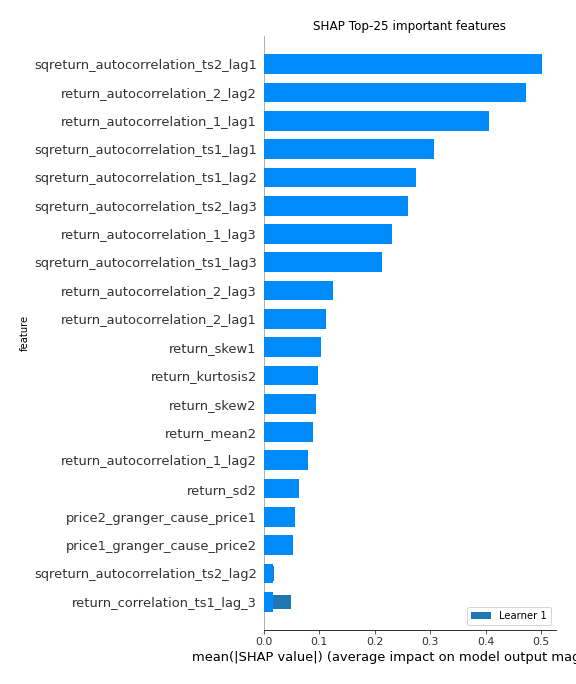 SHAP Top-25 important features
sqreturn_autocorrelation_ts2_lag1
return_autocorrelation_2_lag2
return_autocorrelation_1_lag1
sqreturn_autocorrelation_ts1_lag1
sqreturn_autocorrelation_ts1_lag2
sqreturn_autocorrelation_ts2_lag3
return_autocorrelation_1_lag3
sqreturn_autocorrelation_ts1_lag3
return_autocorrelation_2_lag3
return_autocorrelation_2_lag1
return_skew1
return_kurtosis2
return_skew2
return_mean2
return_autocorrelation_1_lag2
return_sd2
price2_granger_cause_price1
price1_granger_cause_price2
sqreturn_autocorrelation_ts2_lag2
return_correlation_ts1_lag_3
feature
Learner 1
0.0 0.1 0.2 0.3 0.4 0.5
mean(|SHAP value|) (average impact on model output mag